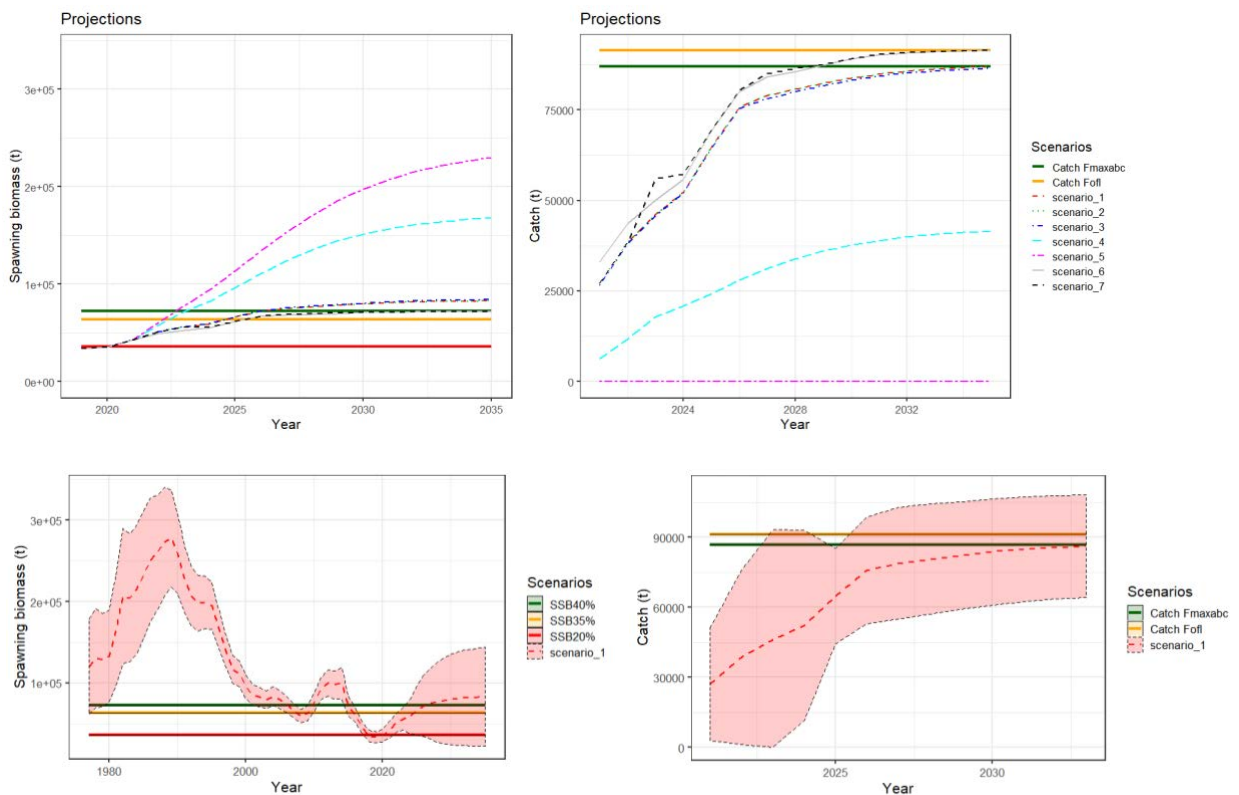 Projections
Spawning biomass (t)
3e+05
2e+05
1e+05
0e+00
2020
2025
2030
2035
Year
Projections
Catch (t)
75000
50000
25000
0
2024
2028
2032
Year
Scenarios
Catch Fmaxabc
Catch Fofl
scenario_1
scenario_2
scenario_3
scenario_4
scenario_5
scenario_6
scenario_7
Spawning biomass (t)
3e+05
2e+05
1e+05
1980
2000
2020
Year
Scenarios
SSB40%
SSB35%
SSB20%
scenario_1
Catch (t)
90000
60000
30000
0
2025
2030
Year
Scenarios
Catch Fmaxabc
Catch Fofl
scenario_1